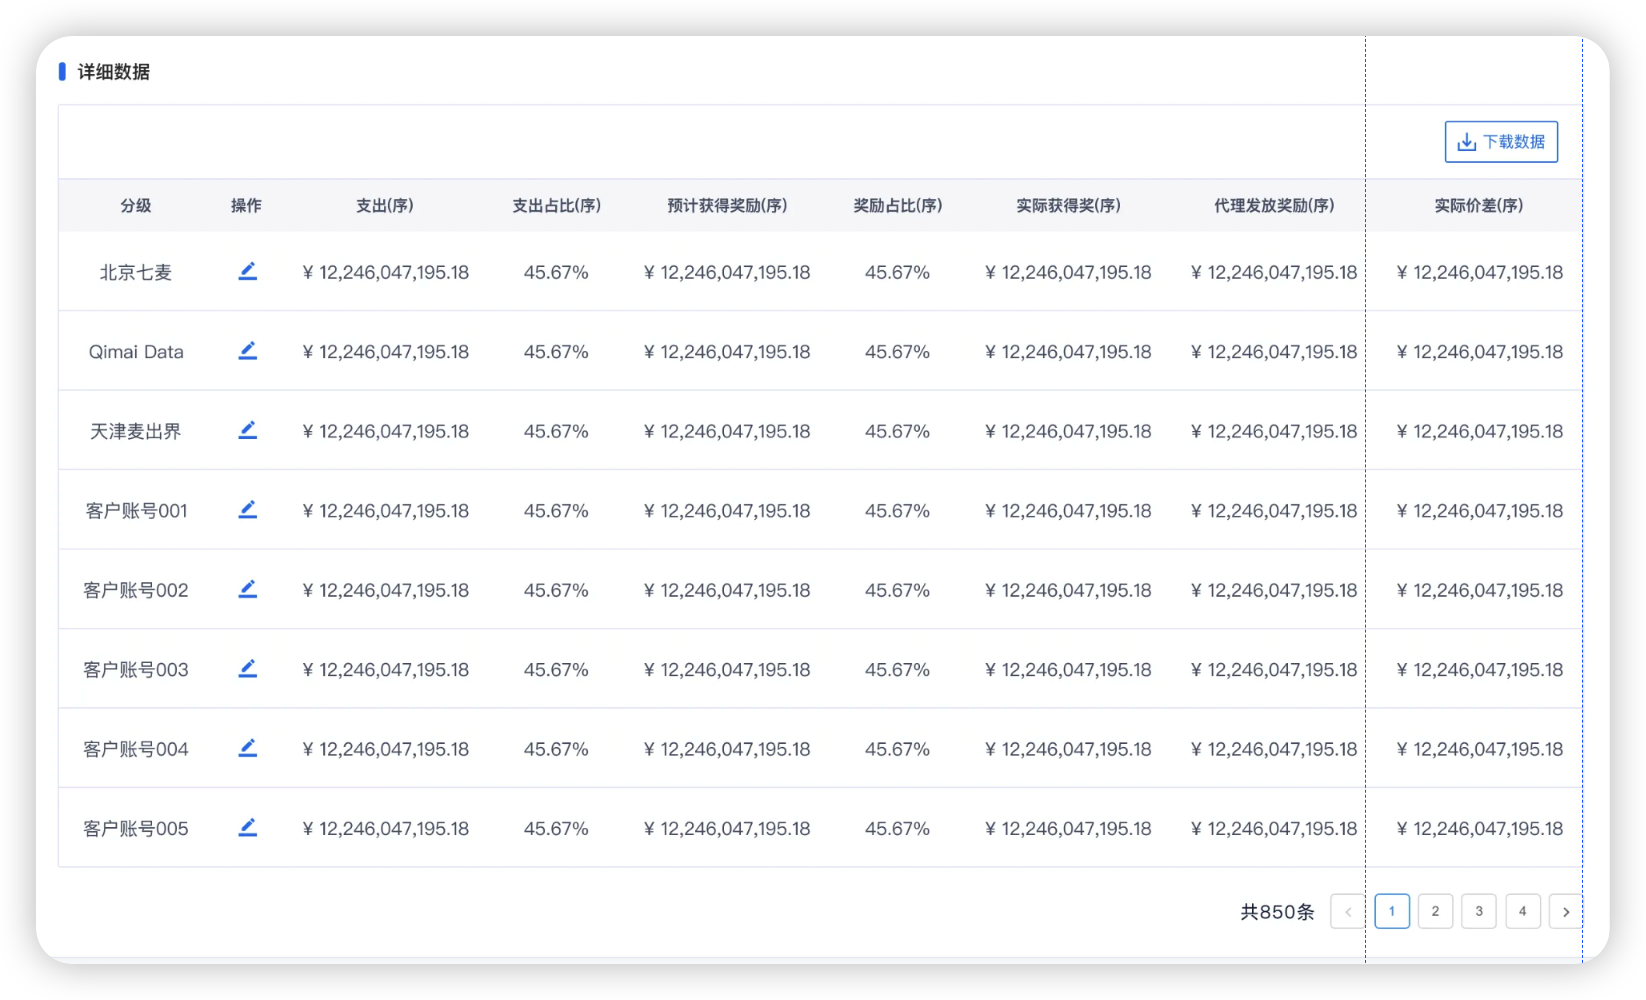 详细数据
下载数据
分级 操作 支出(序) 支出占比(序) 预计获得奖励(序) 奖励占比(序) 实际获得奖(序) 代理发放奖励(序) 实际价差(序)
北京七麦 ¥ 12,246,047,195.18 45.67% ¥ 12,246,047,195.18 45.67% ¥ 12,246,047,195.18 ¥ 12,246,047,195.18 ¥ 12,246,047,195.18
Qimai Data ¥ 12,246,047,195.18 45.67% ¥ 12,246,047,195.18 45.67% ¥ 12,246,047,195.18 ¥ 12,246,047,195.18 ¥ 12,246,047,195.18
天津麦出界 ¥ 12,246,047,195.18 45.67% ¥ 12,246,047,195.18 45.67% ¥ 12,246,047,195.18 ¥ 12,246,047,195.18 ¥ 12,246,047,195.18
客户账号001 ¥ 12,246,047,195.18 45.67% ¥ 12,246,047,195.18 45.67% ¥ 12,246,047,195.18 ¥ 12,246,047,195.18 ¥ 12,246,047,195.18
客户账号002 ¥ 12,246,047,195.18 45.67% ¥ 12,246,047,195.18 45.67% ¥ 12,246,047,195.18 ¥ 12,246,047,195.18 ¥ 12,246,047,195.18
客户账号003 ¥ 12,246,047,195.18 45.67% ¥ 12,246,047,195.18 45.67% ¥ 12,246,047,195.18 ¥ 12,246,047,195.18 ¥ 12,246,047,195.18
客户账号004 ¥ 12,246,047,195.18 45.67% ¥ 12,246,047,195.18 45.67% ¥ 12,246,047,195.18 ¥ 12,246,047,195.18 ¥ 12,246,047,195.18
客户账号005 ¥ 12,246,047,195.18 45.67% ¥ 12,246,047,195.18 45.67% ¥ 12,246,047,195.18 ¥ 12,246,047,195.18 ¥ 12,246,047,195.18
共850条 < 1 2 3 4 >